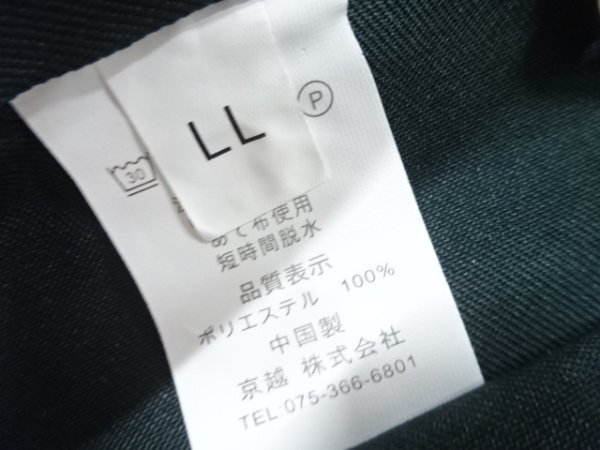 LL
30
P
あて布使用
短時間脱水
品質表示
ポリエステル 100%
中国製
京越 株式会社
TEL:075-366-6801